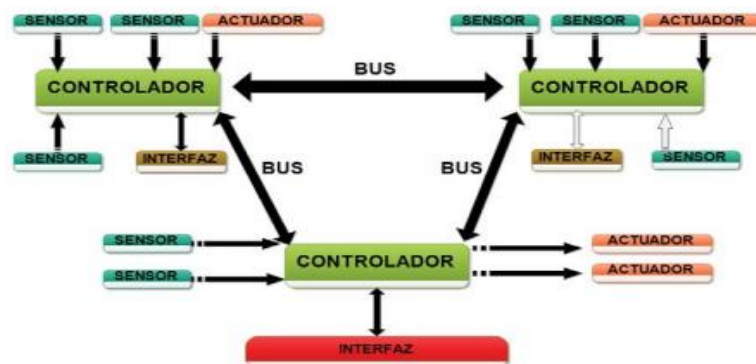 SENSOR SENSOR ACTUADOR SENSOR SENSOR ACTUADOR
BUS
CONTROLADOR CONTROLADOR
SENSOR INTERFAZ INTERFAZ SENSOR
BUS BUS
SENSOR ACTUADOR
CONTROLADOR
SENSOR ACTUADOR
INTERFAZ